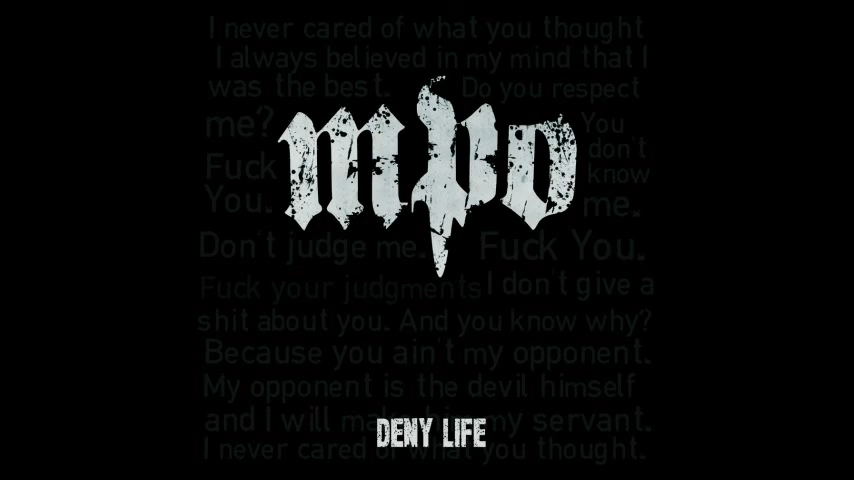 I never cared of what you thought
I always believed in my mind that I
was the best. Do you respect
me? You
don't
Fuck know
You. me.
Don't judge me. Fuck You.
Fuck your judgments I don't give a
shit about you. And you know why?
Because you ain't my opponent.
My opponent is the devil himself
and I will make him my servant.
I never cared of what you thought.
mpo
DENY LIFE